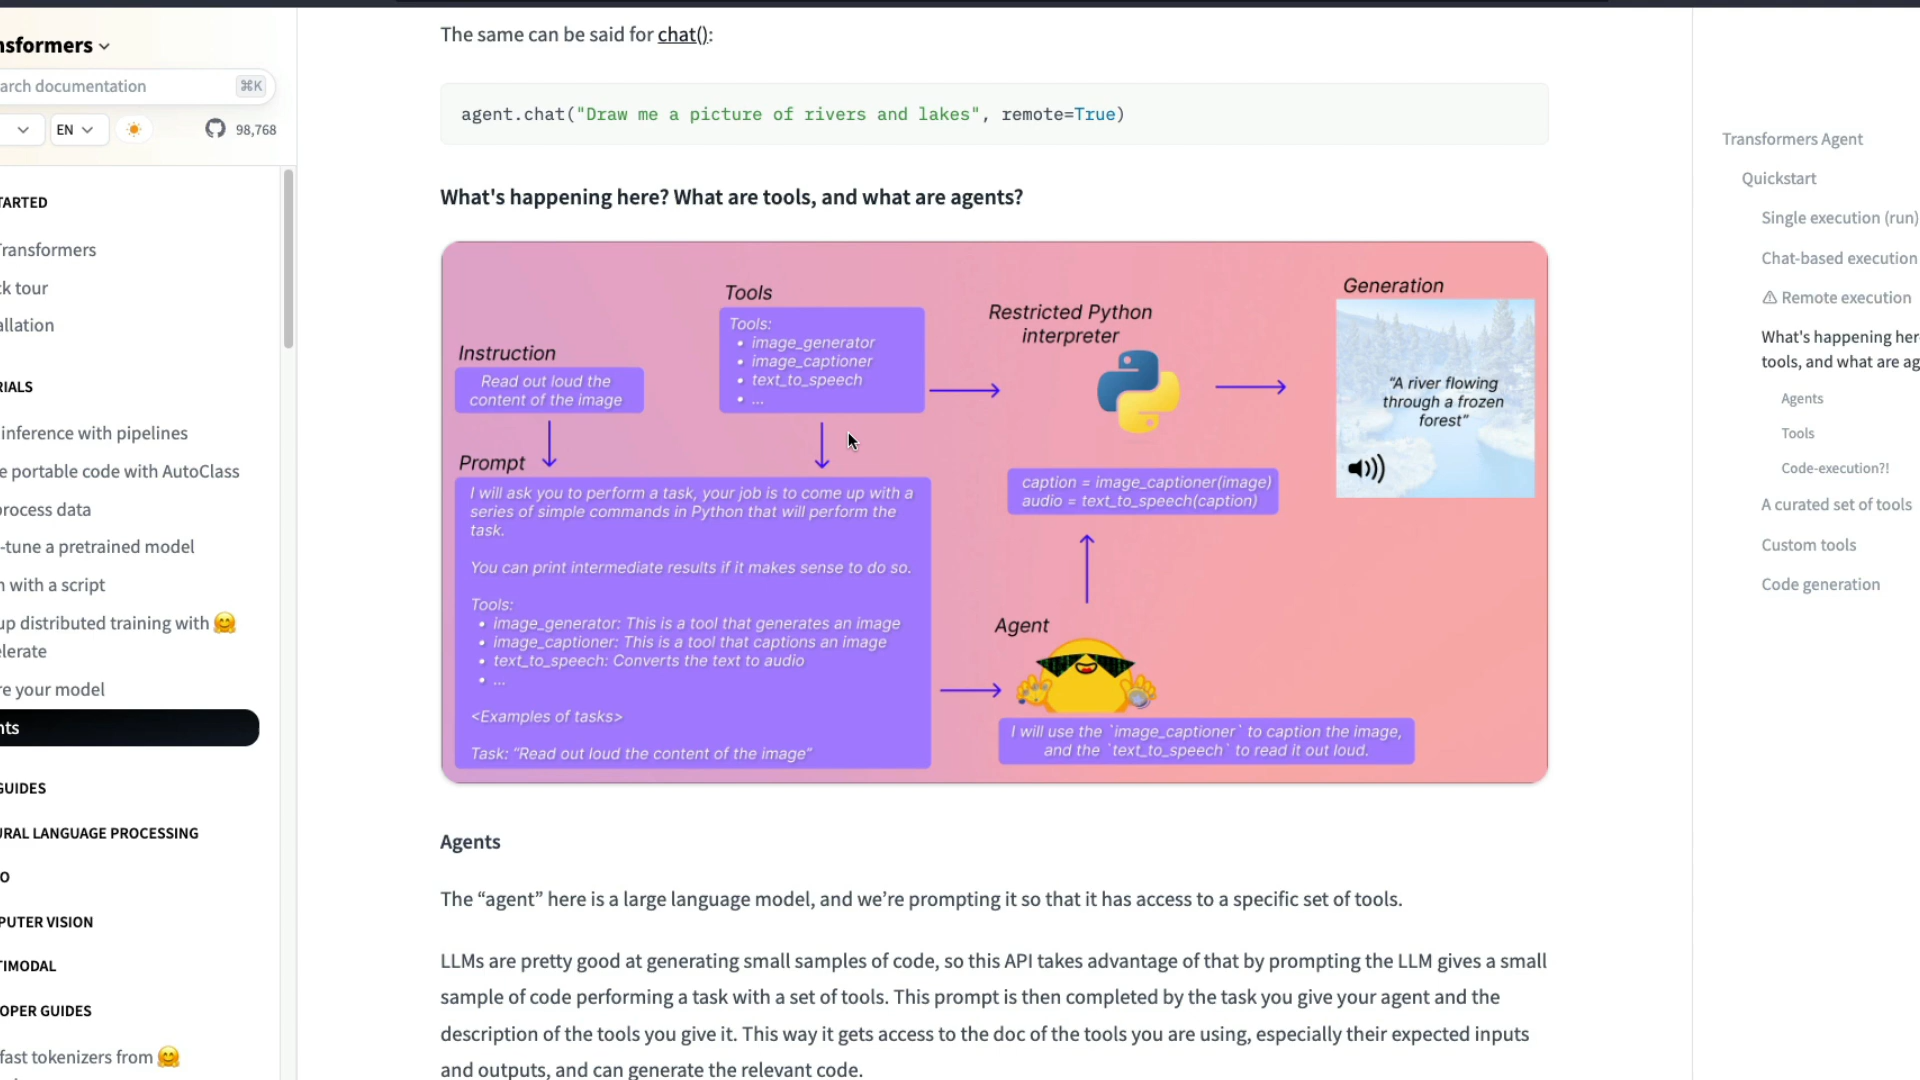 nsformers
arch documentation
⌘K
EN
98,768
TARTED
Transformers
ck tour
allation
RIALS
inference with pipelines
e portable code with AutoClass
process data
-tune a pretrained model
n with a script
up distributed training with 🤗
elerate
re your model
nts
GUIDES
URAL LANGUAGE PROCESSING
O
PUTER VISION
TIMODAL
OPER GUIDES
fast tokenizers from 🤗
The same can be said for chat():
agent.chat("Draw me a picture of rivers and lakes", remote=True)
What's happening here? What are tools, and what are agents?
Instruction
Read out loud the
content of the image
Tools
Tools:
• image_generator
• image_captioner
• text_to_speech
• ...
Restricted Python
interpreter
Generation
"A river flowing
through a frozen
forest"
Prompt
I will ask you to perform a task, your job is to come up with a
series of simple commands in Python that will perform the
task.
You can print intermediate results if it makes sense to do so.
Tools:
• image_generator: This is a tool that generates an image
• image_captioner: This is a tool that captions an image
• text_to_speech: Converts the text to audio
• ...
<Examples of tasks>
Task: "Read out loud the content of the image"
caption = image_captioner(image)
audio = text_to_speech(caption)
Agent
I will use the `image_captioner` to caption the image,
and the `text_to_speech` to read it out loud.
Agents
The “agent” here is a large language model, and we’re prompting it so that it has access to a specific set of tools.
LLMs are pretty good at generating small samples of code, so this API takes advantage of that by prompting the LLM gives a small
sample of code performing a task with a set of tools. This prompt is then completed by the task you give your agent and the
description of the tools you give it. This way it gets access to the doc of the tools you are using, especially their expected inputs
and outputs, and can generate the relevant code.
Transformers Agent
Quickstart
Single execution (run)
Chat-based execution
⚠ Remote execution
What's happening here
tools, and what are ag
Agents
Tools
Code-execution?!
A curated set of tools
Custom tools
Code generation